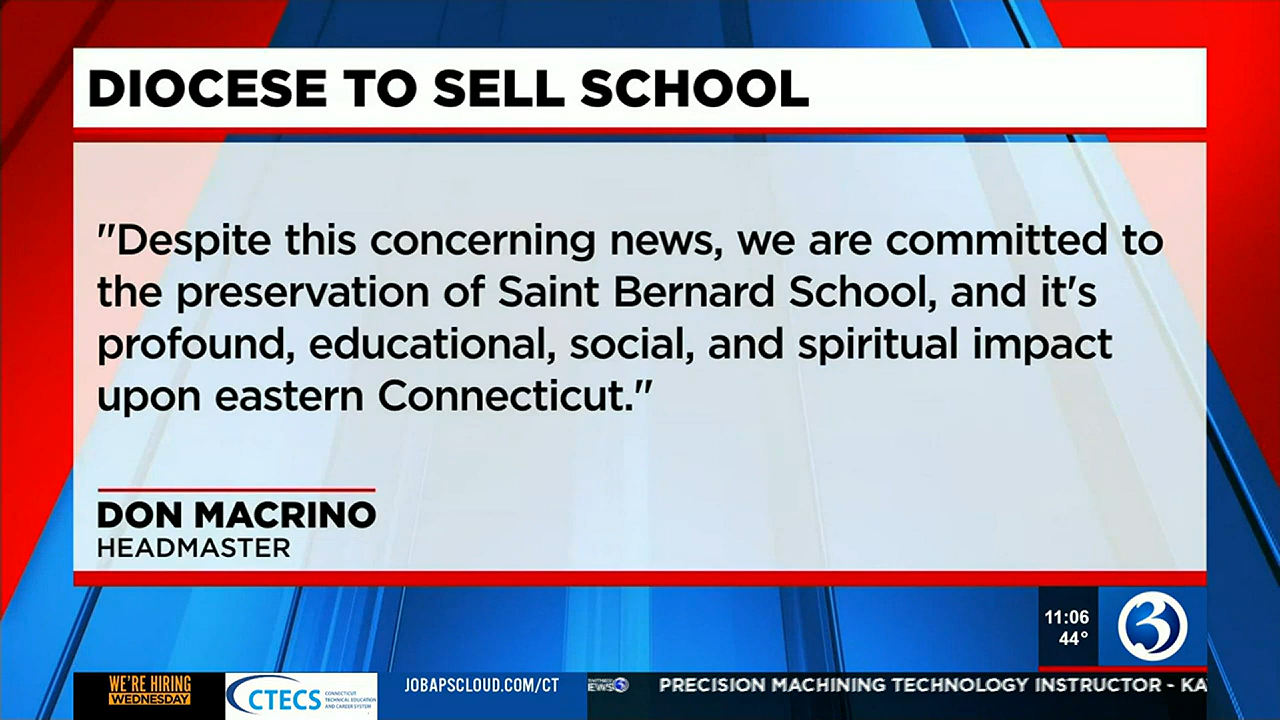 DIOCESE TO SELL SCHOOL
"Despite this concerning news, we are committed to
the preservation of Saint Bernard School, and it's
profound, educational, social, and spiritual impact
upon eastern Connecticut."
DON MACRINO
HEADMASTER
11:06
44°
3
WE'RE HIRING
WEDNESDAY
CTECS
CONNECTICUT
TECHNICAL EDUCATION
AND CAREER SYSTEM
JOBAPSCLOUD.COM/CT
NEWS 3
PRECISION MACHINING TECHNOLOGY INSTRUCTOR - KA